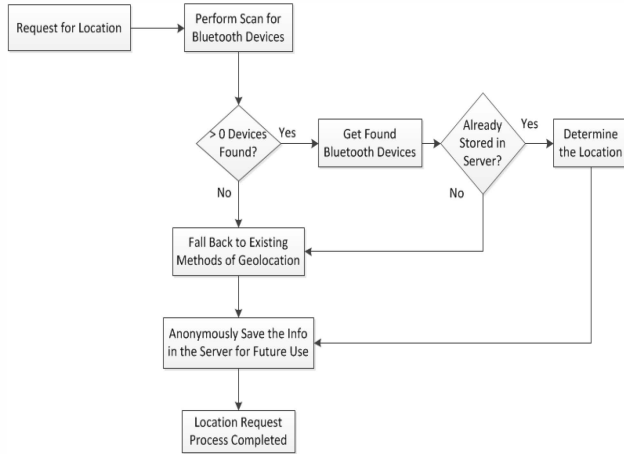 Request for Location
Perform Scan for
Bluetooth Devices
> 0 Devices
Found?
Yes
No
Get Found
Bluetooth Devices
Already
Stored in
Server?
Yes
No
Determine
the Location
Fall Back to Existing
Methods of Geolocation
Anonymously Save the Info
in the Server for Future Use
Location Request
Process Completed